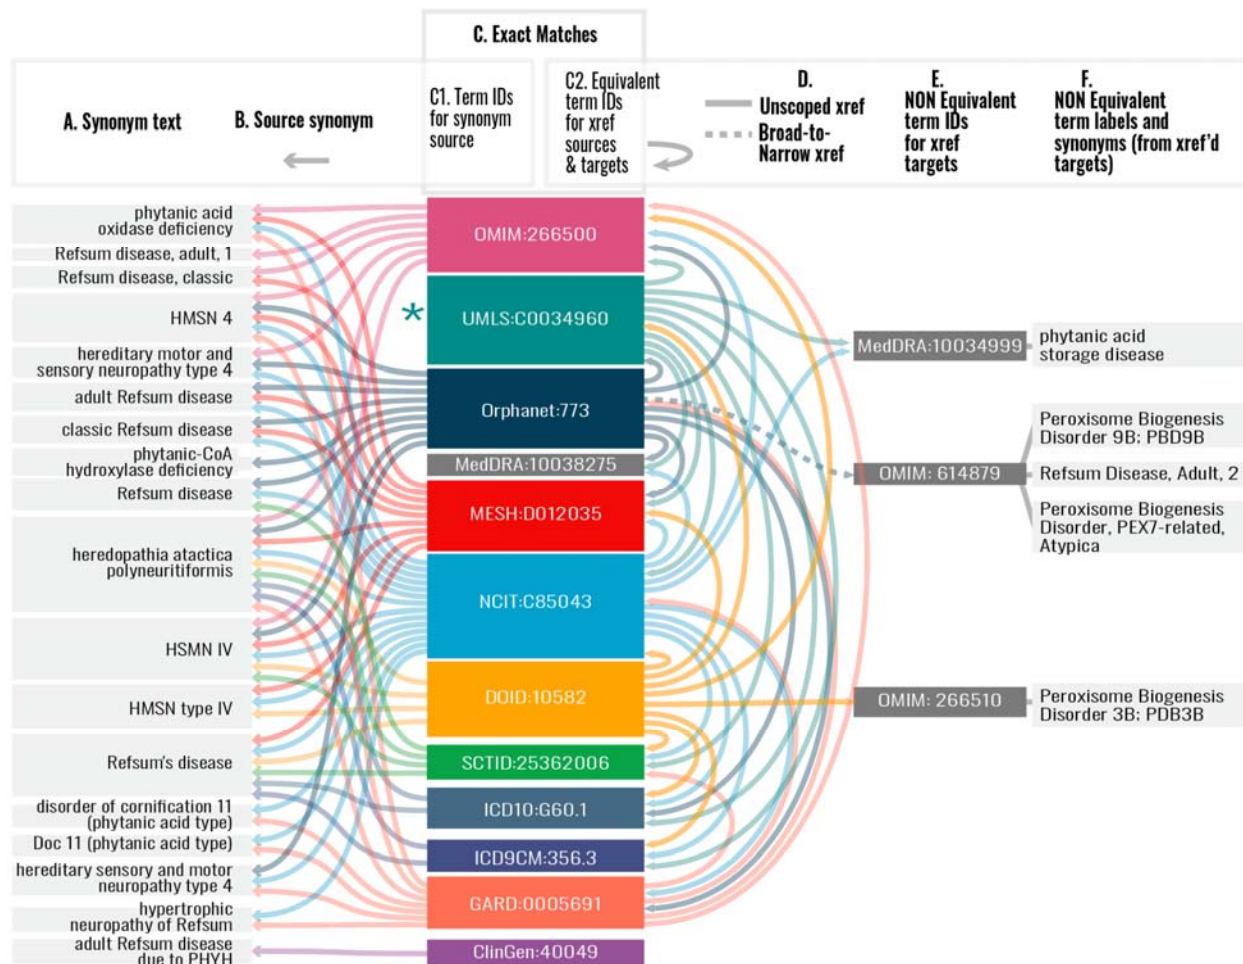 C. Exact Matches
A. Synonym text
B. Source synonym
C1. Term IDs
for synonym
source
C2. Equivalent
term IDs
for xref
sources
& targets
D.
Unscoped xref
Broad-to-
Narrow xref
E.
NON Equivalent
term IDs
for xref
targets
F.
NON Equivalent
term labels and
synonyms (from xref'd
targets)
phytanic acid
oxidase deficiency
Refsum disease, adult, 1
Refsum disease, classic
HMSN 4
hereditary motor and
sensory neuropathy type 4
adult Refsum disease
classic Refsum disease
phytanic-CoA
hydroxylase deficiency
Refsum disease
heredopathia atactica
polyneuritiformis
HSMN IV
HMSN type IV
Refsum's disease
disorder of cornification 11
(phytanic acid type)
Doc 11 (phytanic acid type)
hereditary sensory and motor
neuropathy type 4
hypertrophic
neuropathy of Refsum
adult Refsum disease
due to PHYH
OMIM:266500
*
UMLS:C0034960
Orphanet:773
MedDRA:10038275
MESH:D012035
NCIT:C85043
DOID:10582
SCTID:25362006
ICD10:G60.1
ICD9CM:356.3
GARD:0005691
ClinGen:40049
MedDRA:10034999
phytanic acid
storage disease
OMIM: 614879
Peroxisome Biogenesis
Disorder 9B; PBD9B
Refsum Disease, Adult, 2
Peroxisome Biogenesis
Disorder, PEX7-related,
Atypica
OMIM: 266510
Peroxisome Biogenesis
Disorder 3B; PDB3B